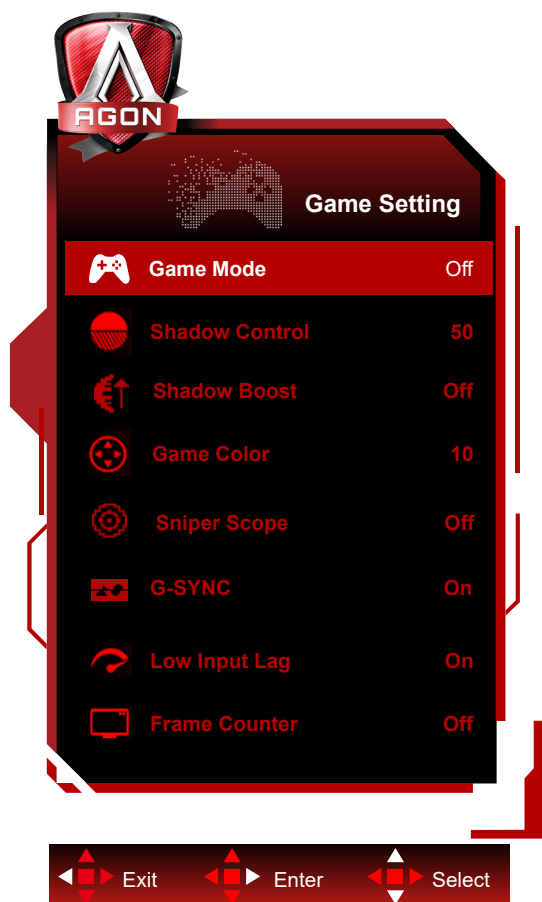 AGON
Game Setting
Game Mode Off
Shadow Control 50
Shadow Boost Off
Game Color 10
Sniper Scope Off
G-SYNC On
Low Input Lag On
Frame Counter Off
Exit Enter Select